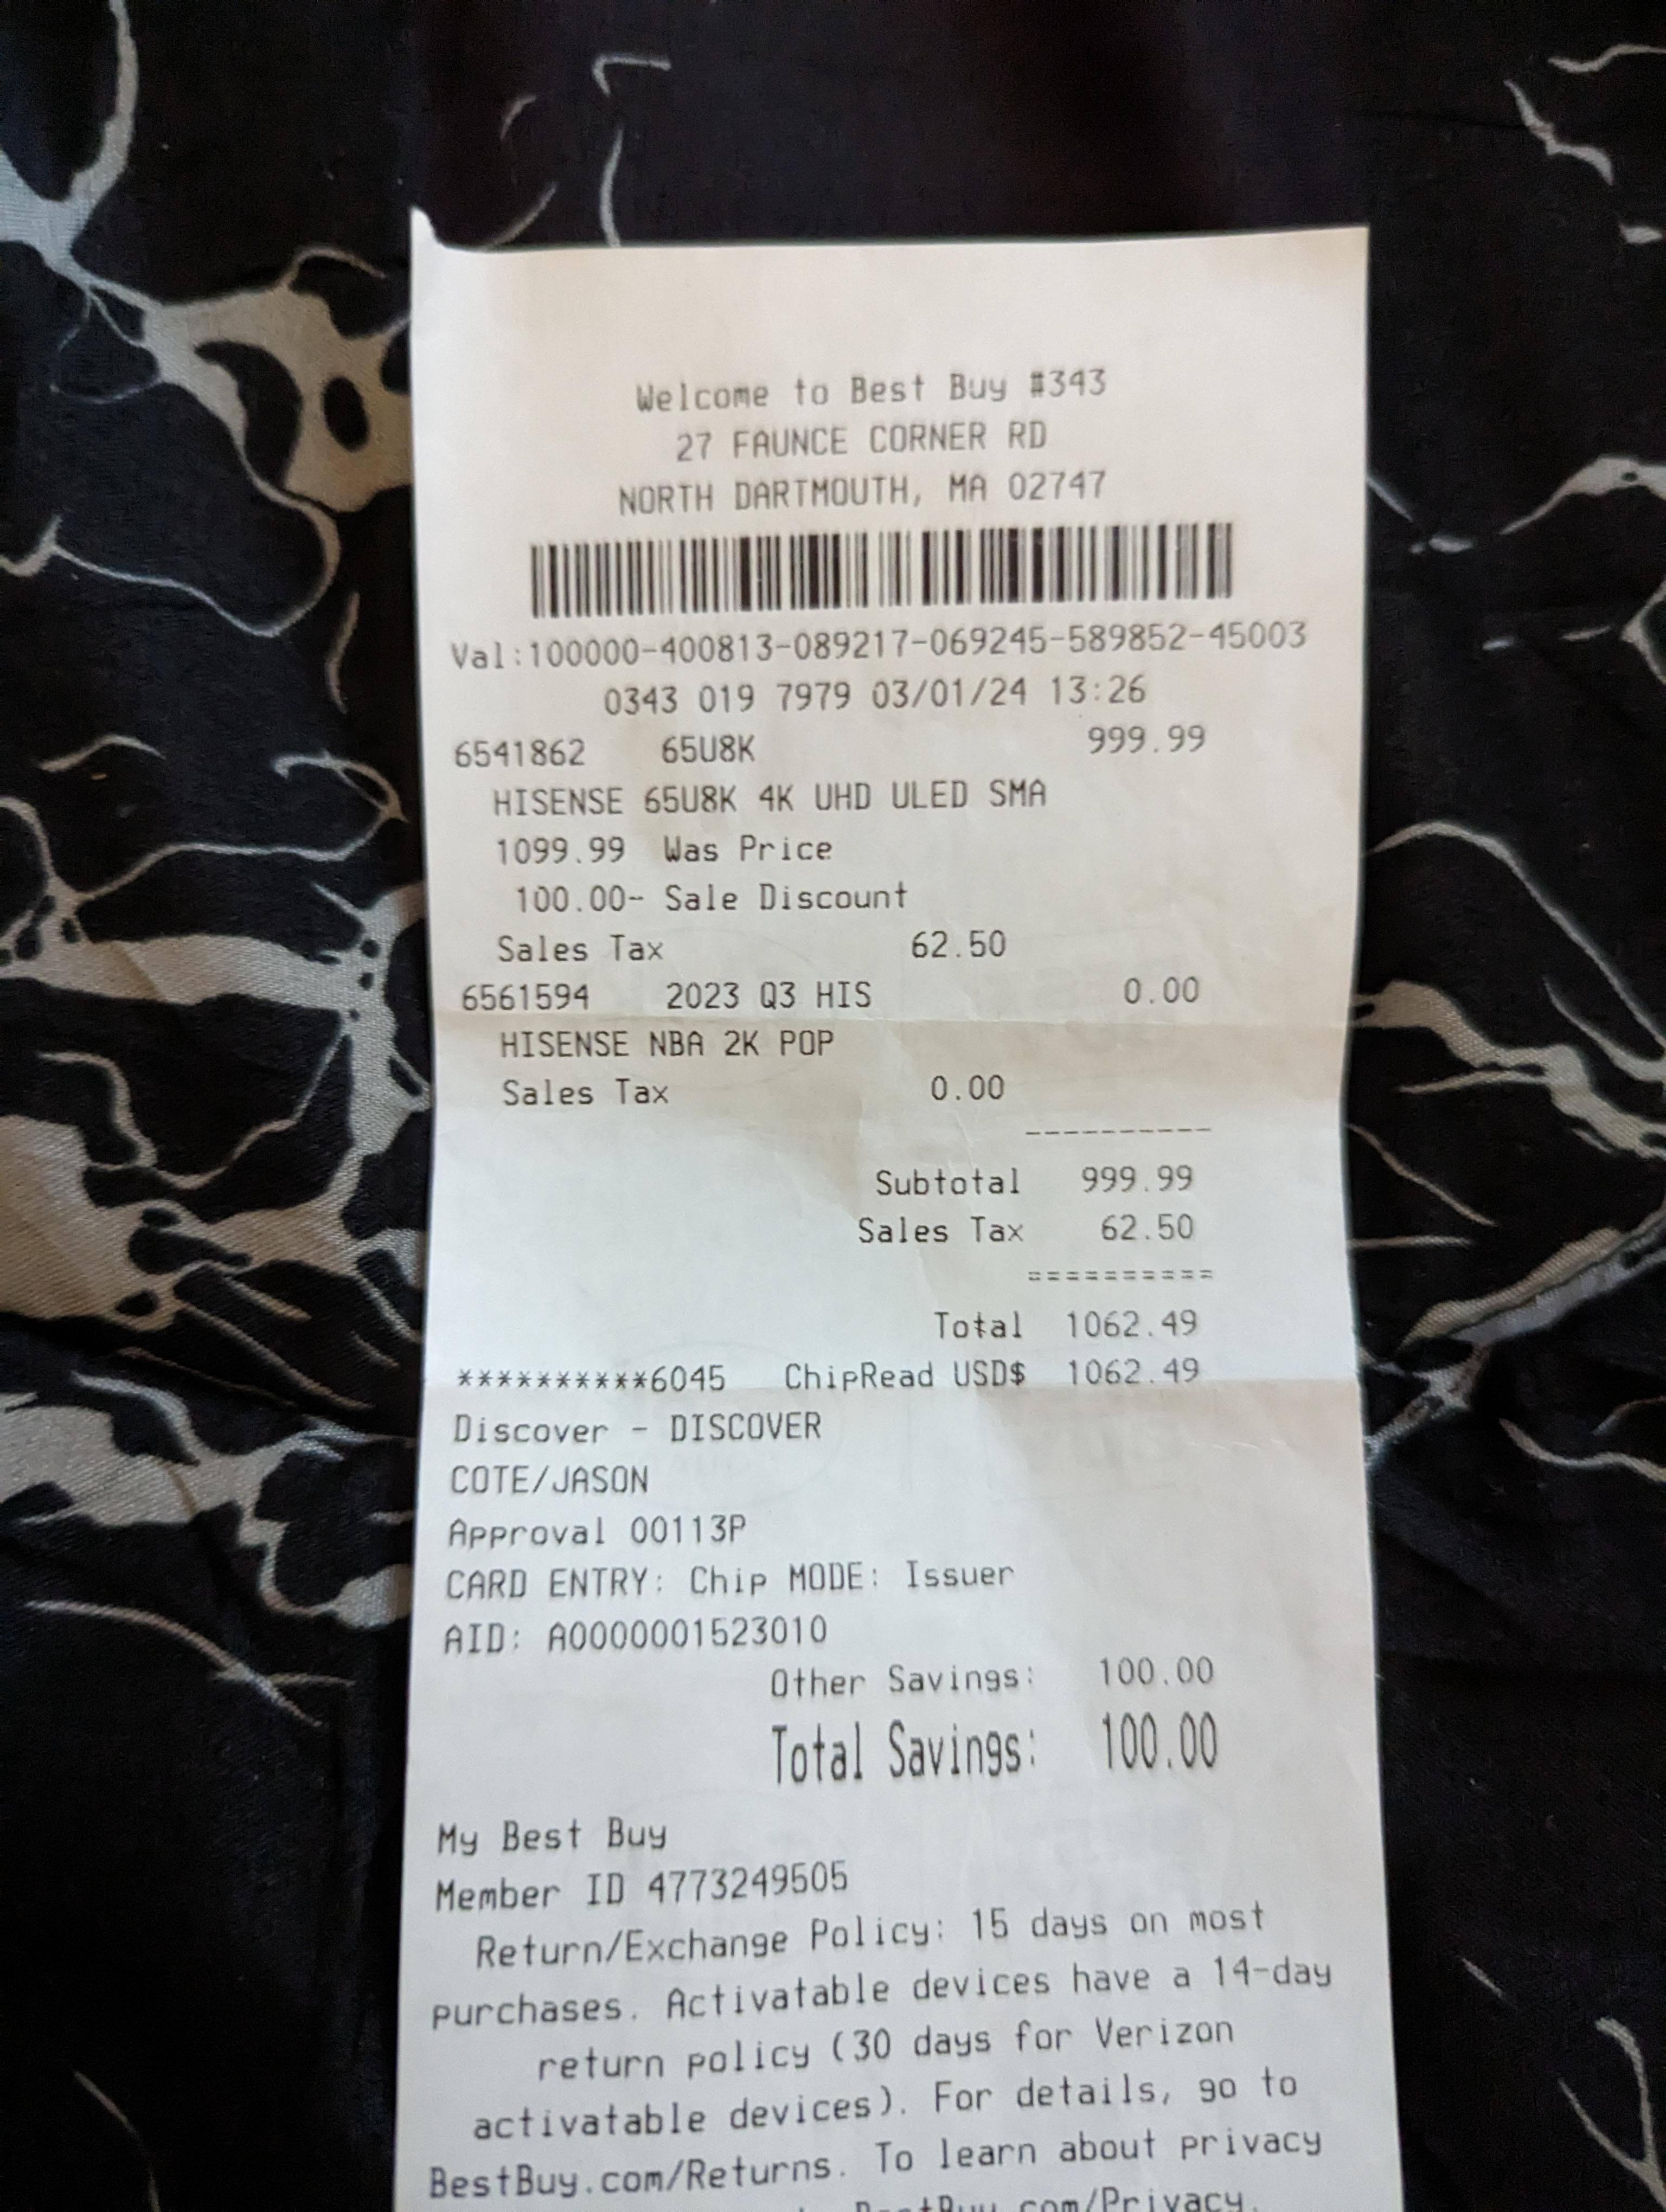 Welcome to Best Buy #343
27 FAUNCE CORNER RD
NORTH DARTMOUTH, MA 02747
Val:100000-400813-089217-069245-589852-45003
0343 019 7979 03/01/24 13:26
6541862 65U8K 999.99
HISENSE 65U8K 4K UHD ULED SMA
1099.99 Was Price
100.00- Sale Discount
Sales Tax 62.50
6561594 2023 Q3 HIS 0.00
HISENSE NBA 2K POP
Sales Tax 0.00
----------
Subtotal 999.99
Sales Tax 62.50
==========
Total 1062.49
**********6045 ChipRead USD$ 1062.49
Discover - DISCOVER
COTE/JASON
Approval 00113P
CARD ENTRY: Chip MODE: Issuer
AID: A0000001523010
Other Savings: 100.00
Total Savings: 100.00
My Best Buy
Member ID 4773249505
Return/Exchange Policy: 15 days on most
purchases. Activatable devices have a 14-day
return policy (30 days for Verizon
activatable devices). For details, go to
BestBuy.com/Returns. To learn about privacy
BestBuy.com/Privacy.